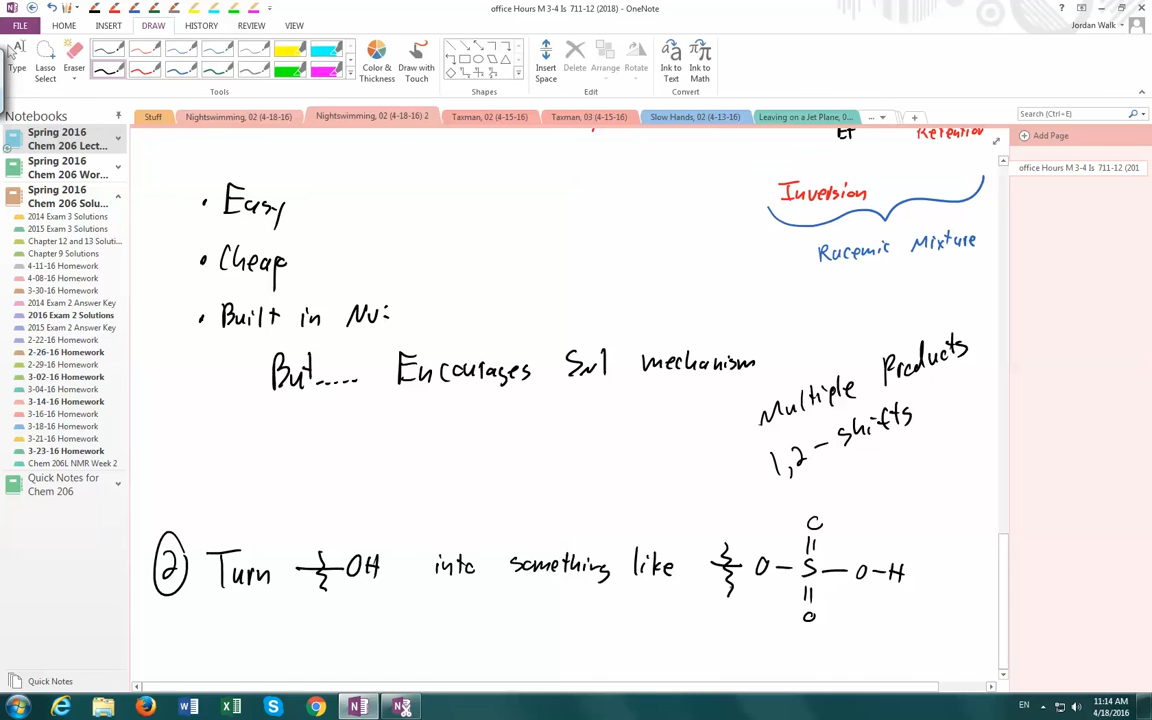 office Hours M 3-4 Is 711-12 (2018) - OneNote
FILE HOME INSERT DRAW HISTORY REVIEW VIEW
Jordan Walk
Type Lasso Select Eraser
Color & Thickness Draw with Touch
Insert Space Delete Arrange Rotate
Ink to Text Ink to Math
Tools Shapes Edit Convert
Notebooks
Stuff Nightswimming, 02 (4-18-16) Nightswimming, 02 (4-18-16) 2 Taxman, 02 (4-15-16) Taxman, 03 (4-15-16) Slow Hands, 02 (4-13-16) Leaving on a Jet Plane, 0...
Search (Ctrl+E)
Add Page
office Hours M 3-4 Is 711-12 (201
Spring 2016
Chem 206 Lect...
Spring 2016
Chem 206 Wor...
Spring 2016
Chem 206 Solu...
2014 Exam 3 Solutions
2015 Exam 3 Solutions
Chapter 12 and 13 Soluti...
Chapter 9 Solutions
4-11-16 Homework
4-08-16 Homework
3-30-16 Homework
2014 Exam 2 Answer Key
2016 Exam 2 Solutions
2015 Exam 2 Answer Key
2-22-16 Homework
2-26-16 Homework
2-29-16 Homework
3-02-16 Homework
3-04-16 Homework
3-14-16 Homework
3-16-16 Homework
3-18-16 Homework
3-21-16 Homework
3-23-16 Homework
Chem 206L NMR Week 2
Quick Notes for
Chem 206
Quick Notes
Et Retention
Inversion
Racemic Mixture
• Easy
• Cheap
• Built in Nu:
But..... Encourages SN1 mechanism
Multiple Products
1,2- shifts
② Turn OH into something like O-S-O-H
O
O
EN 11:14 AM
4/18/2016